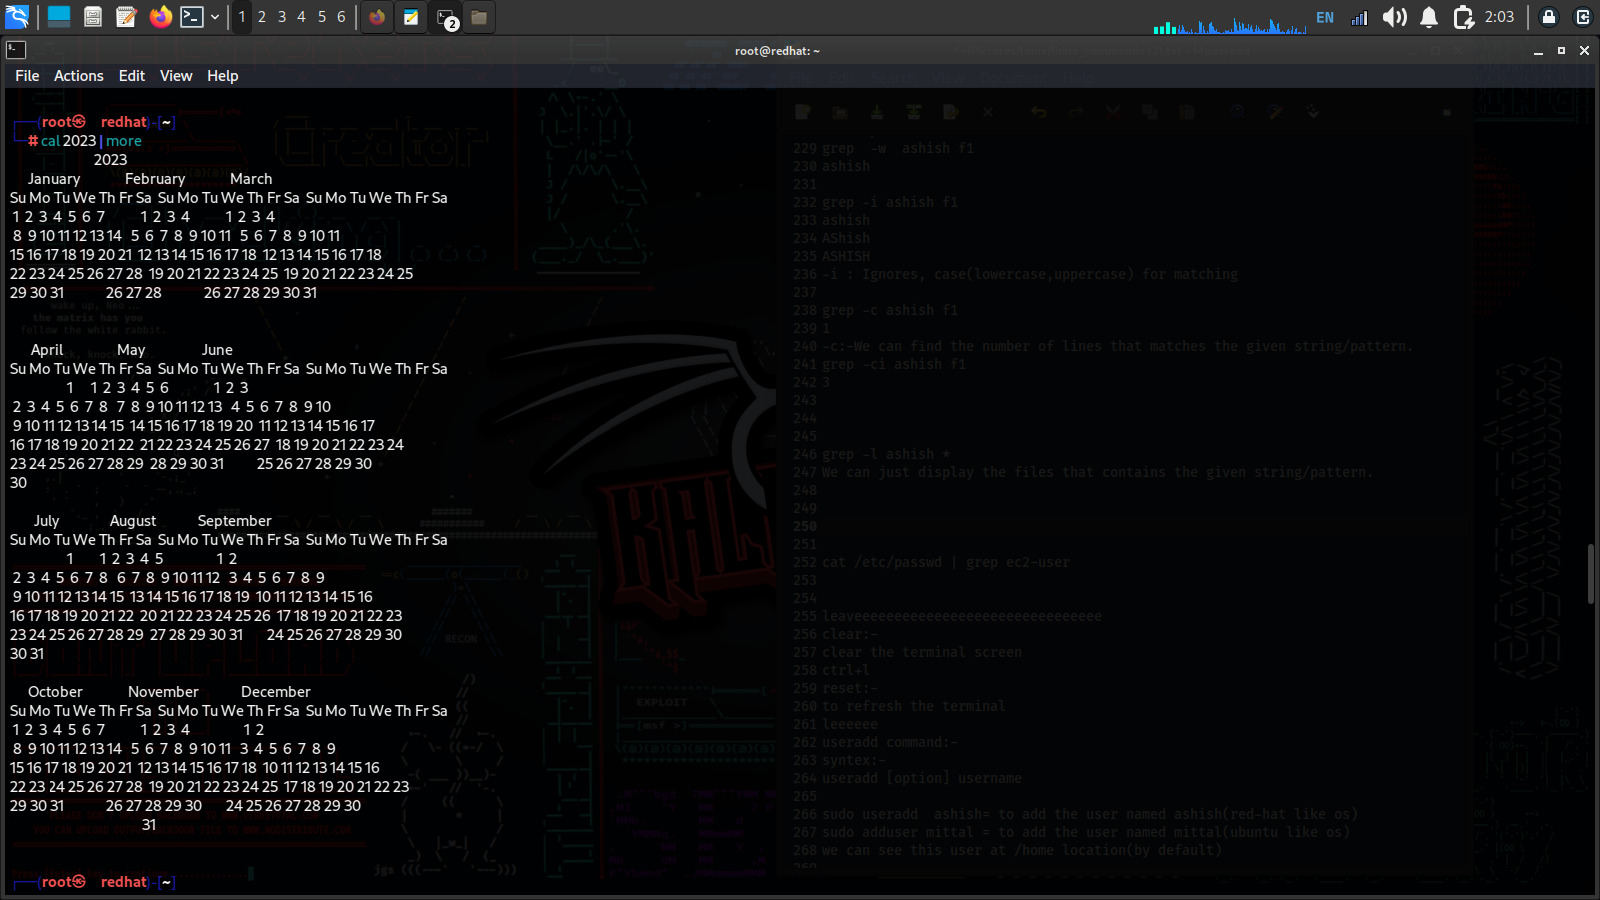 1 2 3 4 5 6
2
EN
2:03
root@redhat: ~
File Actions Edit View Help
┌──(root㉿ redhat)-[~]
└─# cal 2023 | more
2023
January February March
Su Mo Tu We Th Fr Sa Su Mo Tu We Th Fr Sa Su Mo Tu We Th Fr Sa
1 2 3 4 5 6 7 1 2 3 4 1 2 3 4
8 9 10 11 12 13 14 5 6 7 8 9 10 11 5 6 7 8 9 10 11
15 16 17 18 19 20 21 12 13 14 15 16 17 18 12 13 14 15 16 17 18
22 23 24 25 26 27 28 19 20 21 22 23 24 25 19 20 21 22 23 24 25
29 30 31 26 27 28 26 27 28 29 30 31
April May June
Su Mo Tu We Th Fr Sa Su Mo Tu We Th Fr Sa Su Mo Tu We Th Fr Sa
1 1 2 3 4 5 6 1 2 3
2 3 4 5 6 7 8 7 8 9 10 11 12 13 4 5 6 7 8 9 10
9 10 11 12 13 14 15 14 15 16 17 18 19 20 11 12 13 14 15 16 17
16 17 18 19 20 21 22 21 22 23 24 25 26 27 18 19 20 21 22 23 24
23 24 25 26 27 28 29 28 29 30 31 25 26 27 28 29 30
30
July August September
Su Mo Tu We Th Fr Sa Su Mo Tu We Th Fr Sa Su Mo Tu We Th Fr Sa
1 1 2 3 4 5 1 2
2 3 4 5 6 7 8 6 7 8 9 10 11 12 3 4 5 6 7 8 9
9 10 11 12 13 14 15 13 14 15 16 17 18 19 10 11 12 13 14 15 16
16 17 18 19 20 21 22 20 21 22 23 24 25 26 17 18 19 20 21 22 23
23 24 25 26 27 28 29 27 28 29 30 31 24 25 26 27 28 29 30
30 31
October November December
Su Mo Tu We Th Fr Sa Su Mo Tu We Th Fr Sa Su Mo Tu We Th Fr Sa
1 2 3 4 5 6 7 1 2 3 4 1 2
8 9 10 11 12 13 14 5 6 7 8 9 10 11 3 4 5 6 7 8 9
15 16 17 18 19 20 21 12 13 14 15 16 17 18 10 11 12 13 14 15 16
22 23 24 25 26 27 28 19 20 21 22 23 24 25 17 18 19 20 21 22 23
29 30 31 26 27 28 29 30 24 25 26 27 28 29 30
31
┌──(root㉿ redhat)-[~]
229 grep -w ashish f1
230 ashish
231
232 grep -i ashish f1
233 ashish
234 AShish
235 ASHISH
236 -i : Ignores, case(lowercase,uppercase) for matching
237
238 grep -c ashish f1
239 1
240 -c:-We can find the number of lines that matches the given string/pattern.
241 grep -ci ashish f1
242 3
243
244
245
246 grep -l ashish *
247 We can just display the files that contains the given string/pattern.
248
249
250
251
252 cat /etc/passwd | grep ec2-user
253
254
255 leaveeeeeeeeeeeeeeeeeeeeeeeeeeeeeee
256 clear:-
257 clear the terminal screen
258 ctrl+l
259 reset:-
260 to refresh the terminal
261 leeeeee
262 useradd command:-
263 syntex:-
264 useradd [option] username
265
266 sudo useradd ashish= to add the user named ashish(red-hat like os)
267 sudo adduser mittal = to add the user named mittal(ubuntu like os)
268 we can see this user at /home location(by default)
Creator
wake up, Neo...
the matrix has you
follow the white rabbit.
RECON
EXPLOIT
[msf >]
jgs